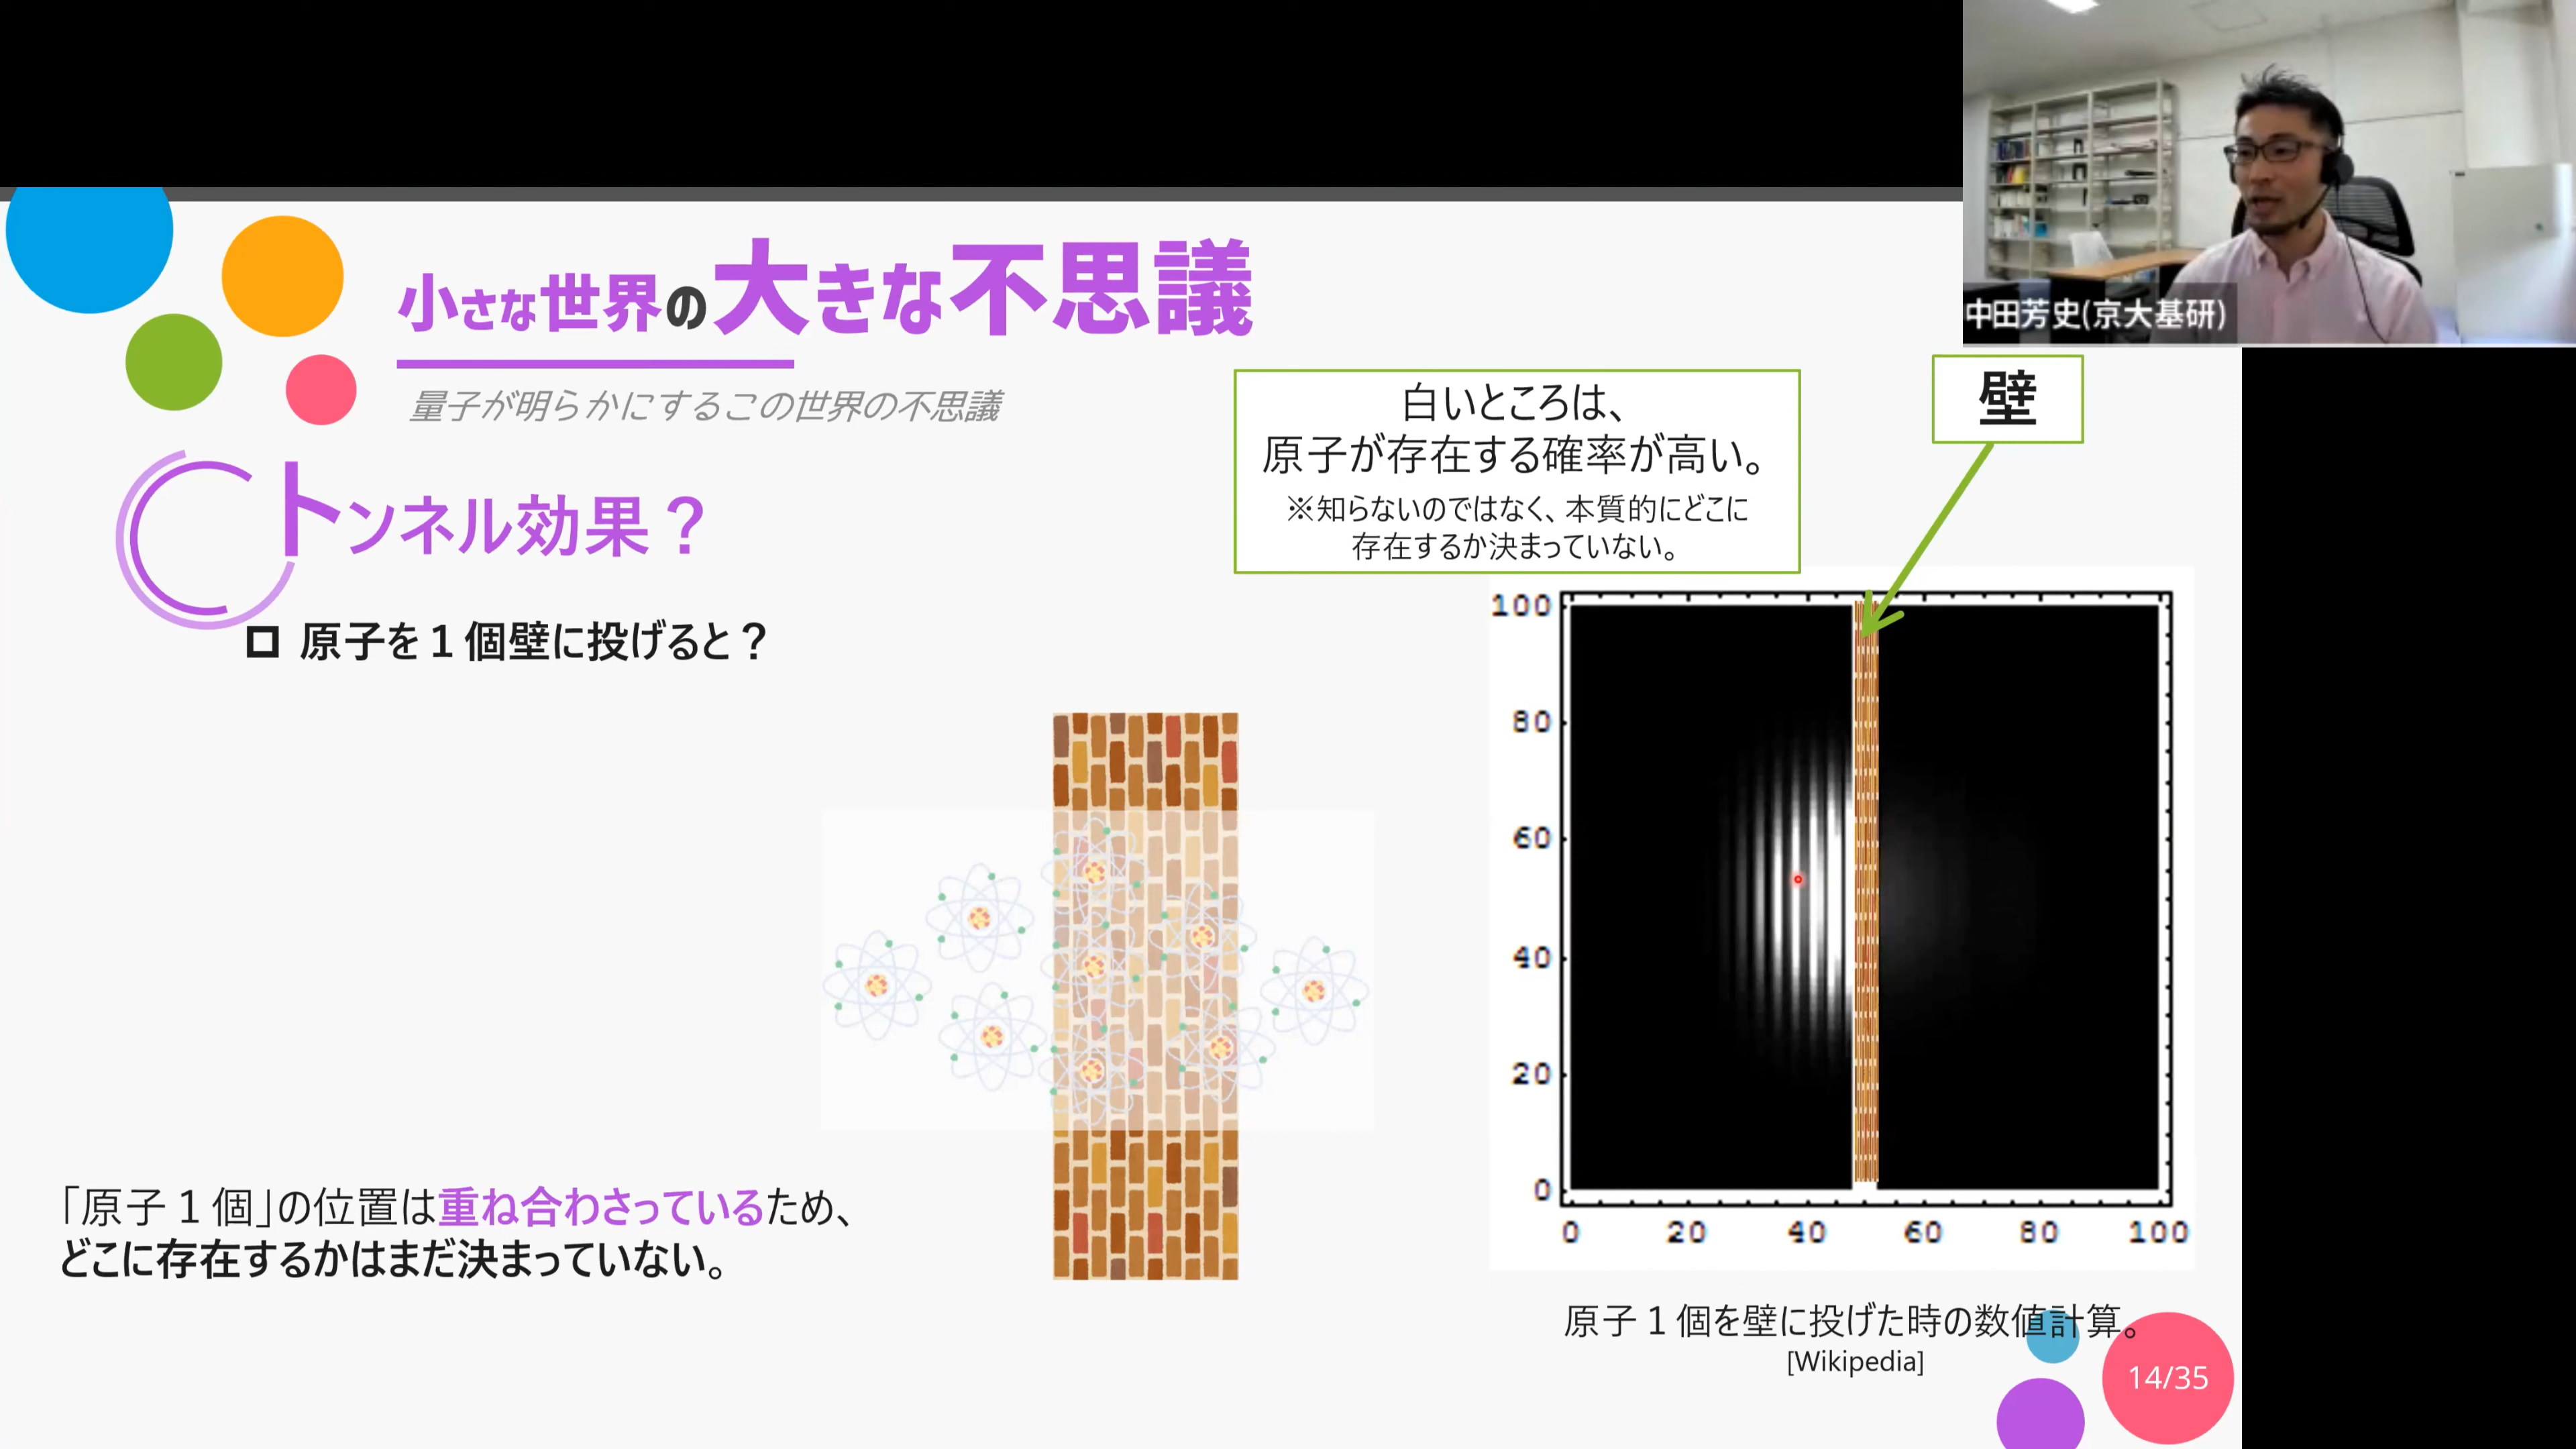 小さな世界の大きな不思議
量子が明らかにするこの世界の不思議
中田芳史(京大基研)
トンネル効果？
原子を１個壁に投げると？
白いところは、
原子が存在する確率が高い。
※知らないのではなく、本質的にどこに
存在するか決まっていない。
壁
100
80
60
40
20
0
0 20 40 60 80 100
「原子１個」の位置は重ね合わさっているため、
どこに存在するかはまだ決まっていない。
原子１個を壁に投げた時の数値計算。
[Wikipedia]
14/35